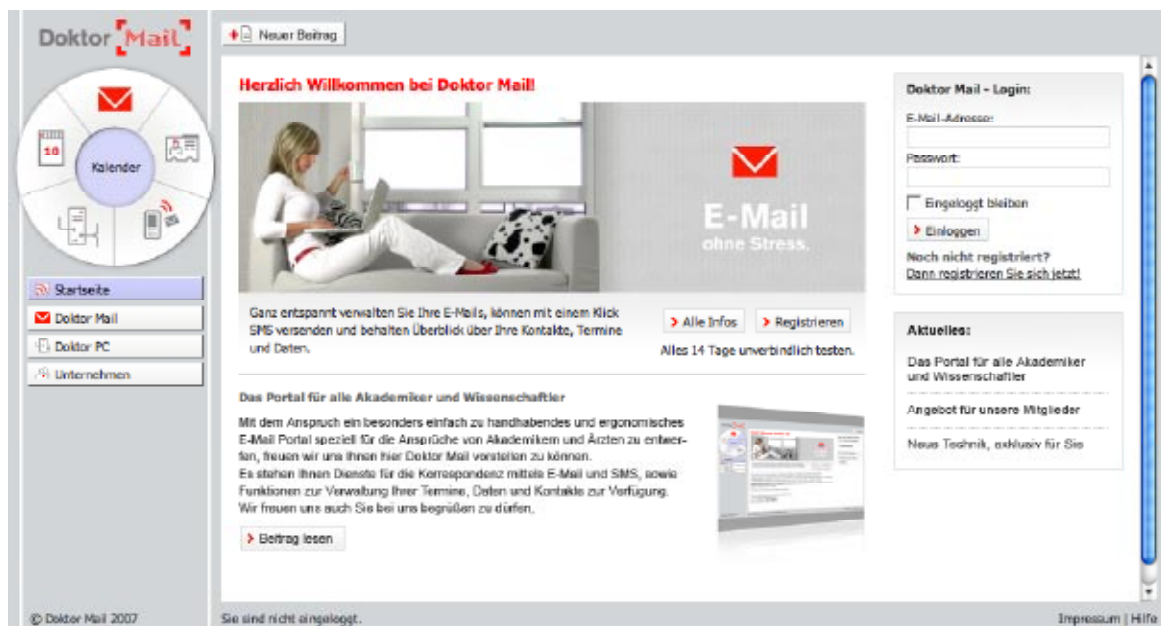 Doktor Mail
Neuer Beitrag
10
Kalender
Startseite
Doktor Mail
Doktor PC
Unternehmen
Herzlich Willkommen bei Doktor Mail!
E-Mail
ohne Stress.
Ganz entspannt verwalten Sie Ihre E-Mails, können mit einem Klick
SMS versenden und behalten Überblick über Ihre Kontakte, Termine
und Daten.
Alle Infos
Registrieren
Alles 14 Tage unverbindlich testen.
Das Portal für alle Akademiker und Wissenschaftler
Mit dem Anspruch ein besonders einfach zu handhabendes und ergonomisches
E-Mail Portal speziell für die Ansprüche von Akademikern und Ärzten zu entwer-
fen, freuen wir uns Ihnen hier Doktor Mail vorstellen zu können.
Es stehen Ihnen Dienste für die Korrespondenz mittels E-Mail und SMS, sowie
Funktionen zur Verwaltung Ihrer Termine, Daten und Kontakte zur Verfügung.
Wir freuen uns auch Sie bei uns begrüßen zu dürfen.
Beitrag lesen
Doktor Mail - Login:
E-Mail-Adresse:
Passwort:
Eingeloggt bleiben
Einloggen
Noch nicht registriert?
Dann registrieren Sie sich jetzt!
Aktuelles:
Das Portal für alle Akademiker
und Wissenschaftler
Angebot für unsere Mitglieder
Neue Technik, exklusiv für Sie
© Doktor Mail 2007
Sie sind nicht eingeloggt.
Impressum | Hilfe